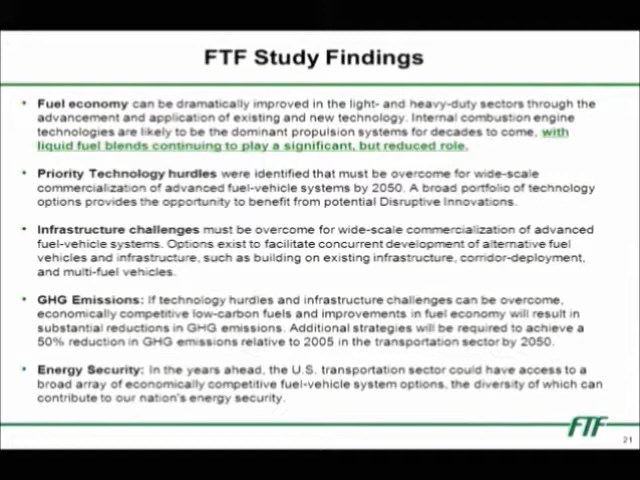 FTF Study Findings
• Fuel economy can be dramatically improved in the light- and heavy-duty sectors through the
advancement and application of existing and new technology. Internal combustion engine
technologies are likely to be the dominant propulsion systems for decades to come, with
liquid fuel blends continuing to play a significant, but reduced role.
• Priority Technology hurdles were identified that must be overcome for wide-scale
commercialization of advanced fuel-vehicle systems by 2050. A broad portfolio of technology
options provides the opportunity to benefit from potential Disruptive Innovations.
• Infrastructure challenges must be overcome for wide-scale commercialization of advanced
fuel-vehicle systems. Options exist to facilitate concurrent development of alternative fuel
vehicles and infrastructure, such as building on existing infrastructure, corridor-deployment,
and multi-fuel vehicles.
• GHG Emissions: If technology hurdles and infrastructure challenges can be overcome,
economically competitive low-carbon fuels and improvements in fuel economy will result in
substantial reductions in GHG emissions. Additional strategies will be required to achieve a
50% reduction in GHG emissions relative to 2005 in the transportation sector by 2050.
• Energy Security: In the years ahead, the U.S. transportation sector could have access to a
broad array of economically competitive fuel-vehicle system options, the diversity of which can
contribute to our nation's energy security.
FTF
21